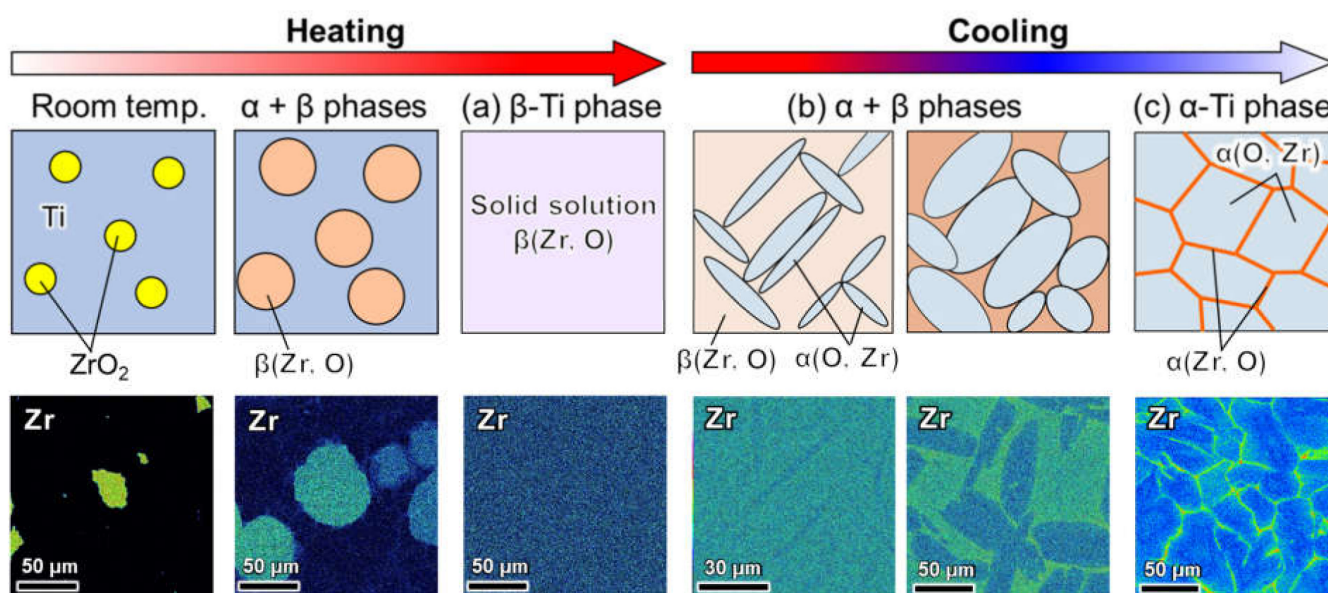 Heating
Cooling
Room temp.
α + β phases
(a) β-Ti phase
(b) α + β phases
(c) α-Ti phase
Ti
ZrO₂
β(Zr, O)
Solid solution
β(Zr, O)
β(Zr, O)
α(O, Zr)
α(O, Zr)
α(Zr, O)
Zr
50 μm
Zr
50 μm
Zr
50 μm
Zr
30 μm
Zr
50 μm
Zr
50 μm